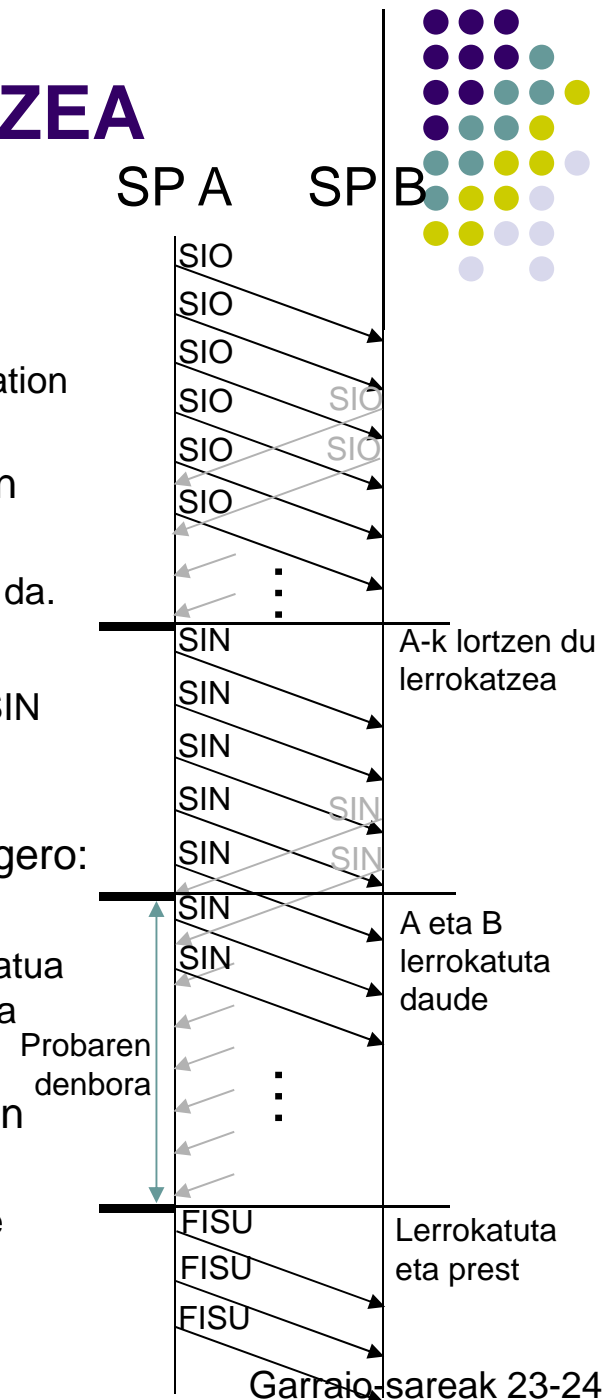 ZEA
SP A SP B
SIO
SIO
ation
SIO
SIO
SIO
SIO
SIO
n
SIO
da.
SIN
A-k lortzen du
lerrokatzea
SIN
SIN
SIN
SIN
SIN
gero:
SIN
SIN
SIN
A eta B
lerrokatuta
daude
atua
SIN
a
Probaren
denbora
n
e
FISU
Lerrokatuta
eta prest
FISU
FISU
Garraio-sareak 23-24